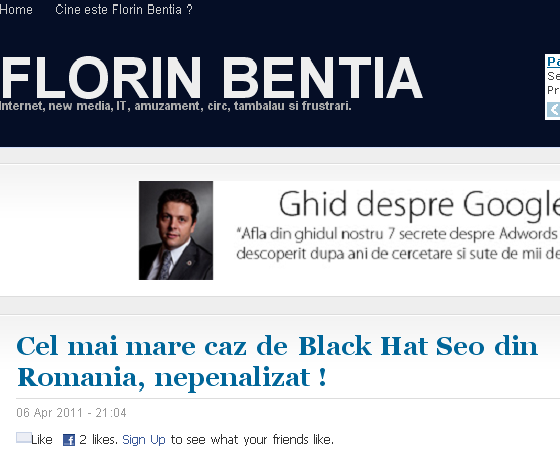 Home Cine este Florin Bentia ?
FLORIN BENTIA
Internet, new media, IT, amuzament, circ, tambalau si frustrari.
Se
Pr
Ghid despre Google
“Afla din ghidul nostru 7 secrete despre Adwords
descoperit dupa ani de cercetare si sute de mii de
Cel mai mare caz de Black Hat Seo din
Romania, nepenalizat !
06 Apr 2011 - 21:04
Like 2 likes. Sign Up to see what your friends like.